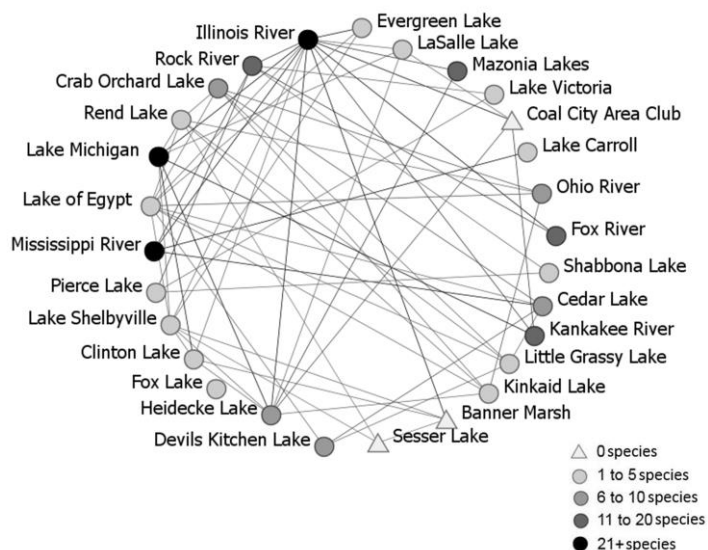 Evergreen Lake
Illinois River
LaSalle Lake
Rock River
Mazonia Lakes
Crab Orchard Lake
Lake Victoria
Rend Lake
Coal City Area Club
Lake Michigan
Lake Carroll
Lake of Egypt
Ohio River
Mississippi River
Fox River
Pierce Lake
Shabbona Lake
Lake Shelbyville
Cedar Lake
Kankakee River
Clinton Lake
Little Grassy Lake
Fox Lake
Kinkaid Lake
Heidecke Lake
Banner Marsh
Devils Kitchen Lake
Sesser Lake
0 species
1 to 5 species
6 to 10 species
11 to 20 species
21+ species